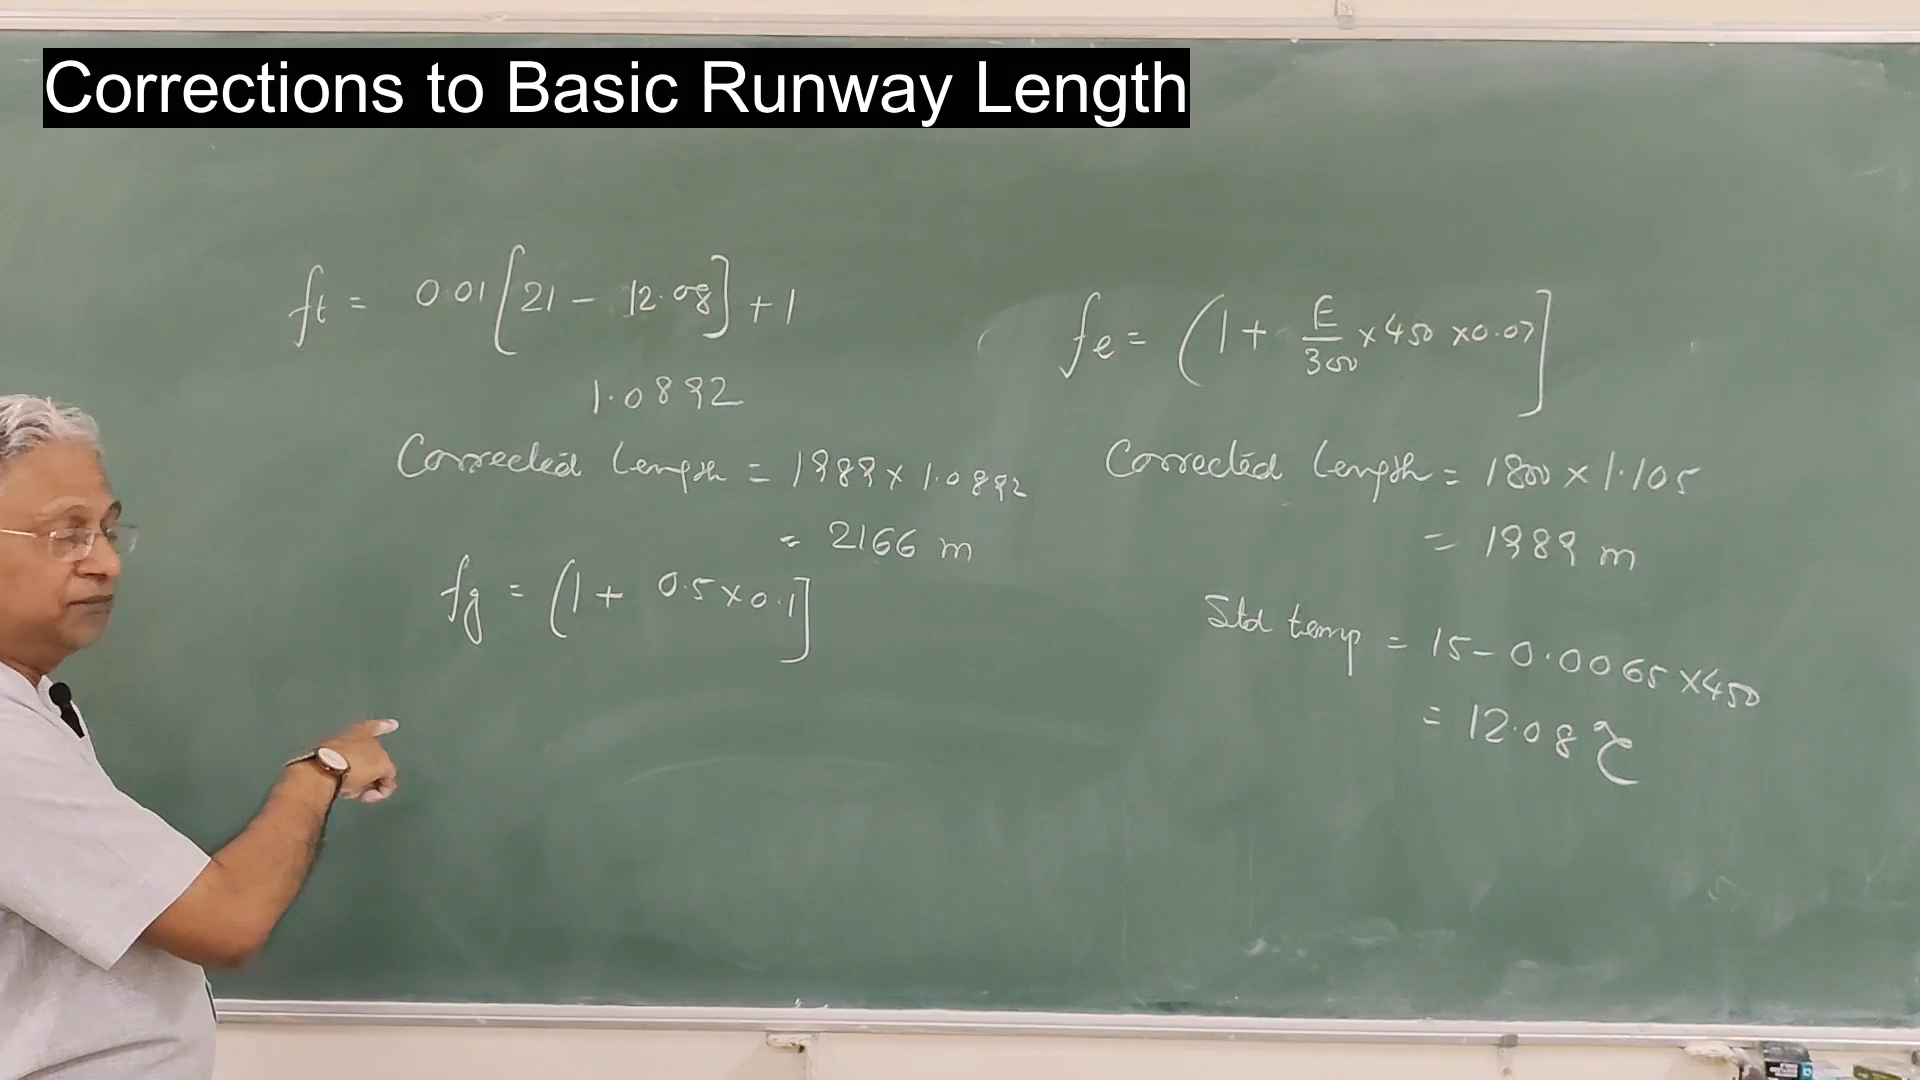 Corrections to Basic Runway Length
ft = 0.01 [21 - 12.08] + 1
1.0892
Corrected Length = 1989 x 1.0892
= 2166 m
fg = (1 + 0.5 x 0.1]
fe = (1 + E/300 x 450 x 0.07]
Corrected Length = 1800 x 1.105
= 1989 m
Std temp = 15 - 0.0065 x 450
= 12.08 °C